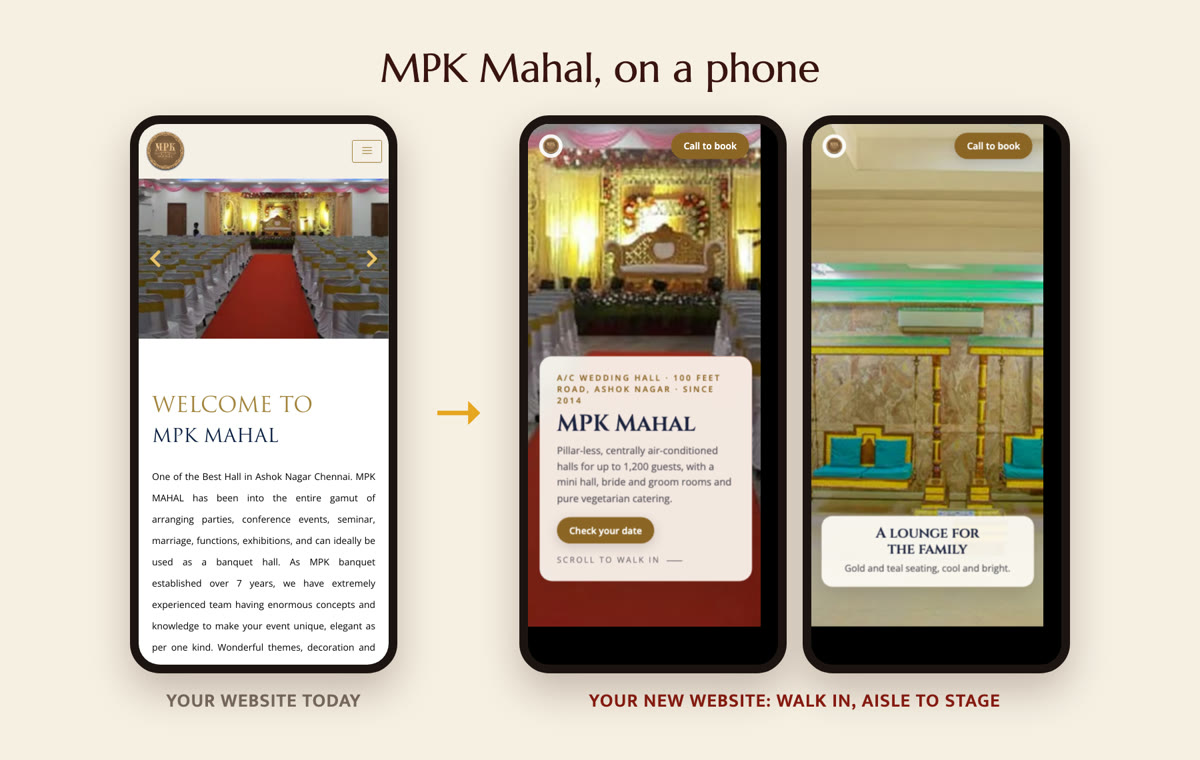 MPK Mahal, on a phone
MPK
WELCOME TO
MPK MAHAL
One of the Best Hall in Ashok Nagar Chennai. MPK
MAHAL has been into the entire gamut of
arranging parties, conference events, seminar,
marriage, functions, exhibitions, and can ideally be
used as a banquet hall. As MPK banquet
established over 7 years, we have extremely
experienced team having enormous concepts and
knowledge to make your event unique, elegant as
per one kind. Wonderful themes, decoration and
YOUR WEBSITE TODAY
Call to book
A/C WEDDING HALL · 100 FEET
ROAD, ASHOK NAGAR · SINCE
2014
MPK MAHAL
Pillar-less, centrally air-conditioned
halls for up to 1,200 guests, with a
mini hall, bride and groom rooms and
pure vegetarian catering.
Check your date
SCROLL TO WALK IN
Call to book
A LOUNGE FOR
THE FAMILY
Gold and teal seating, cool and bright.
YOUR NEW WEBSITE: WALK IN, AISLE TO STAGE